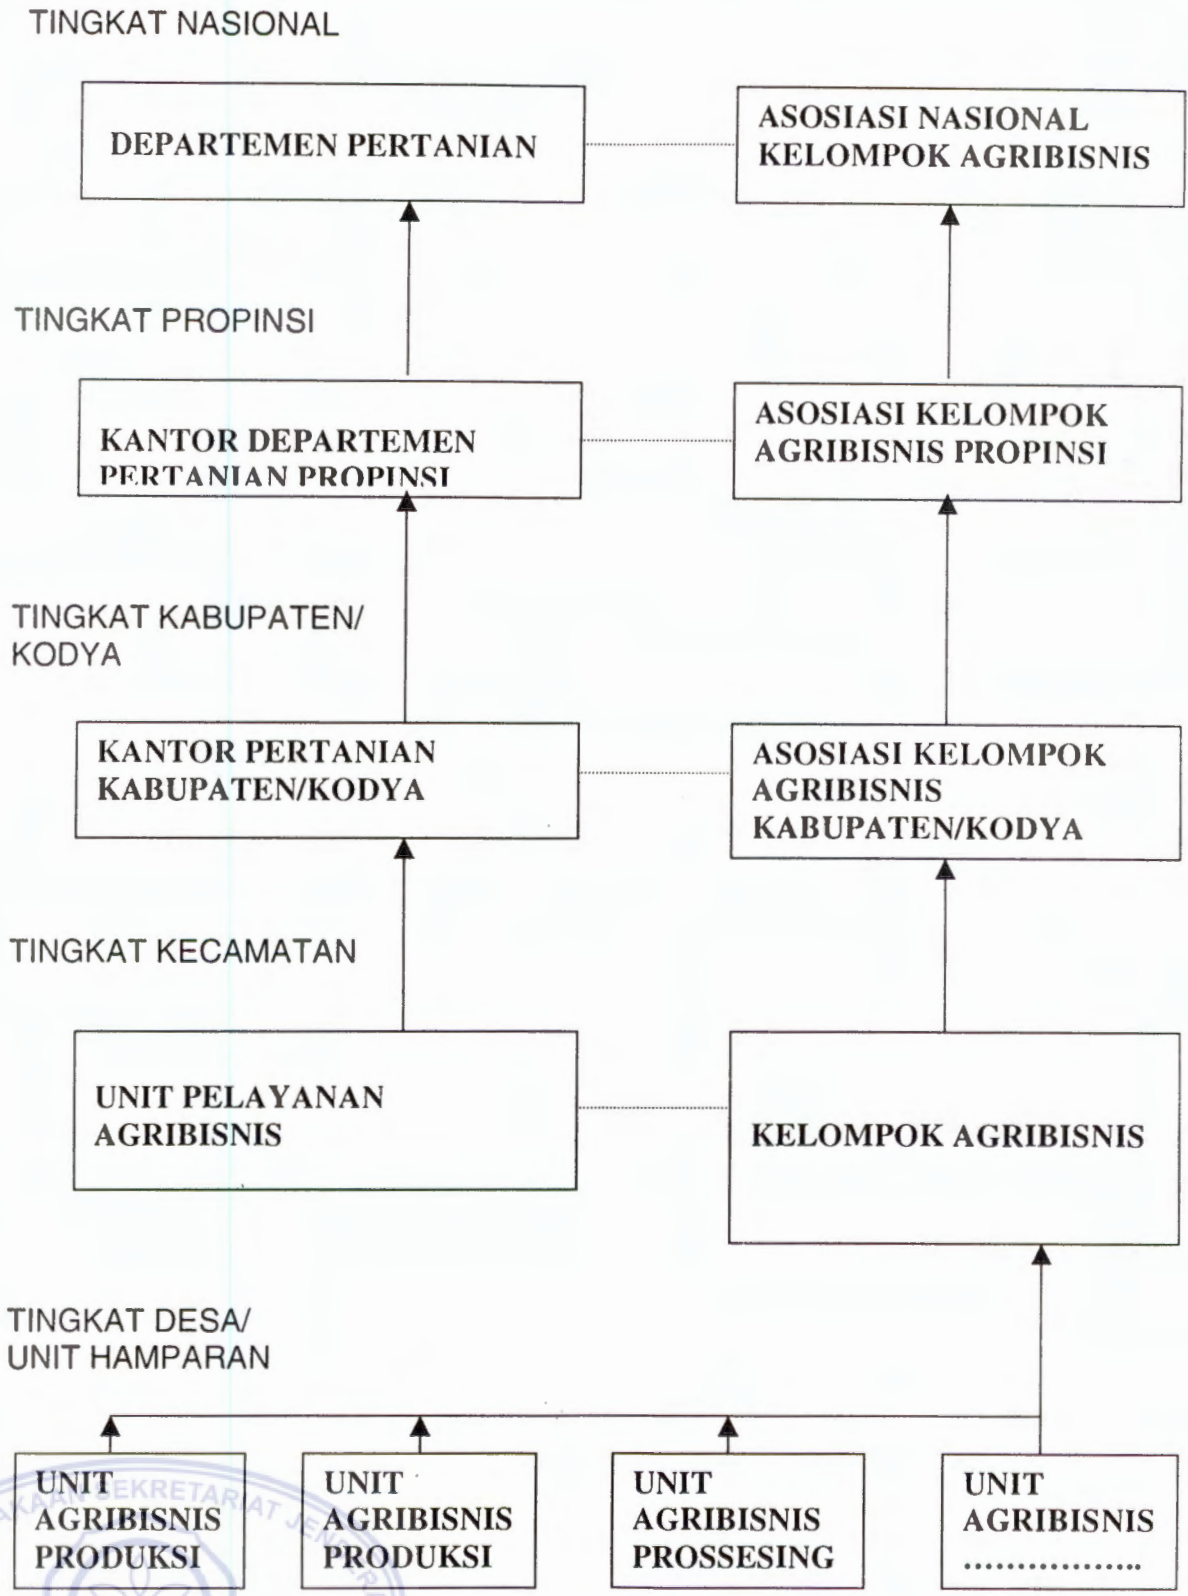 TINGKAT NASIONAL
DEPARTEMEN PERTANIAN
ASOSIASI NASIONAL
KELOMPOK AGRIBISNIS
TINGKAT PROPINSI
KANTOR DEPARTEMEN
PERTANIAN PROPINSI
ASOSIASI KELOMPOK
AGRIBISNIS PROPINSI
TINGKAT KABUPATEN/
KODYA
KANTOR PERTANIAN
KABUPATEN/KODYA
ASOSIASI KELOMPOK
AGRIBISNIS
KABUPATEN/KODYA
TINGKAT KECAMATAN
UNIT PELAYANAN
AGRIBISNIS
KELOMPOK AGRIBISNIS
TINGKAT DESA/
UNIT HAMPARAN
UNIT
AGRIBISNIS
PRODUKSI
UNIT
AGRIBISNIS
PRODUKSI
UNIT
AGRIBISNIS
PROSSESING
UNIT
AGRIBISNIS
.................
SEKRETARIAT